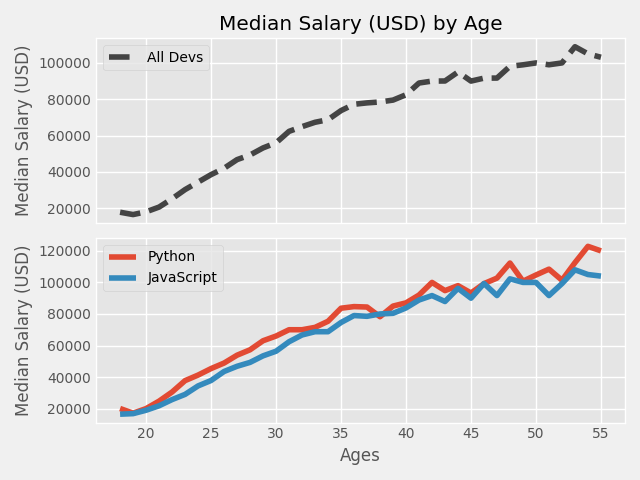 Median Salary (USD) by Age
Median Salary (USD)
100000
80000
60000
40000
20000
All Devs
Median Salary (USD)
120000
100000
80000
60000
40000
20000
Python
JavaScript
20 25 30 35 40 45 50 55
Ages